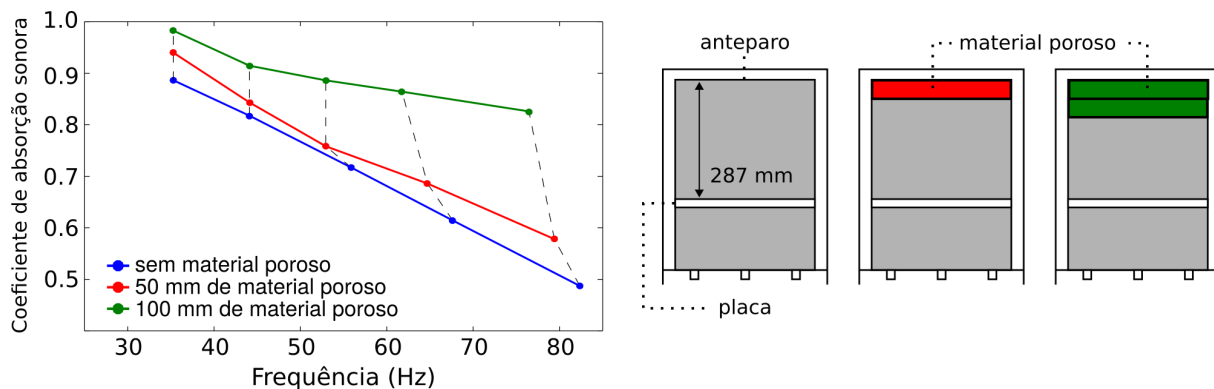 1.0
0.9
0.8
0.7
0.6
0.5
Coeficiente de absorção sonora
sem material poroso
50 mm de material poroso
100 mm de material poroso
30 40 50 60 70 80
Frequência (Hz)
anteparo
material poroso
287 mm
placa